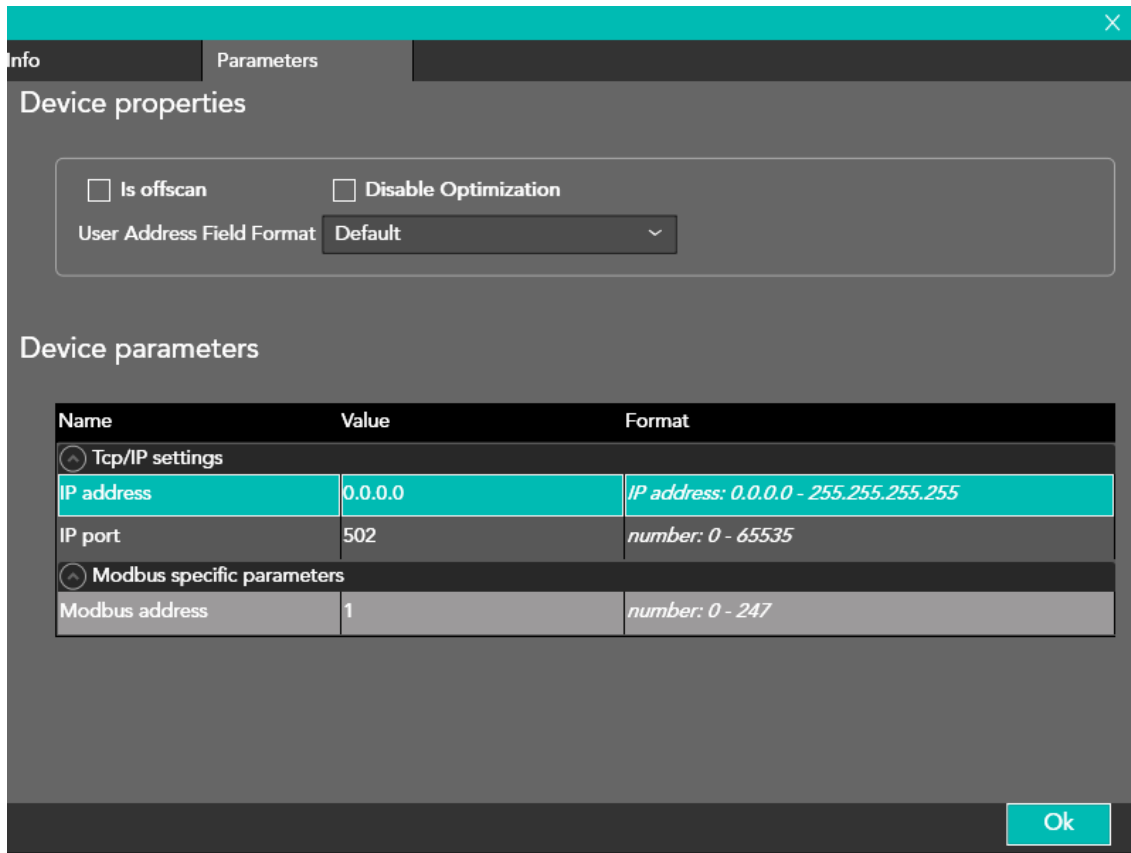 Info Parameters
Device properties
Is offscan Disable Optimization
User Address Field Format Default
Device parameters
Name Value Format
Tcp/IP settings
IP address 0.0.0.0 IP address: 0.0.0.0 - 255.255.255.255
IP port 502 number: 0 - 65535
Modbus specific parameters
Modbus address 1 number: 0 - 247
Ok